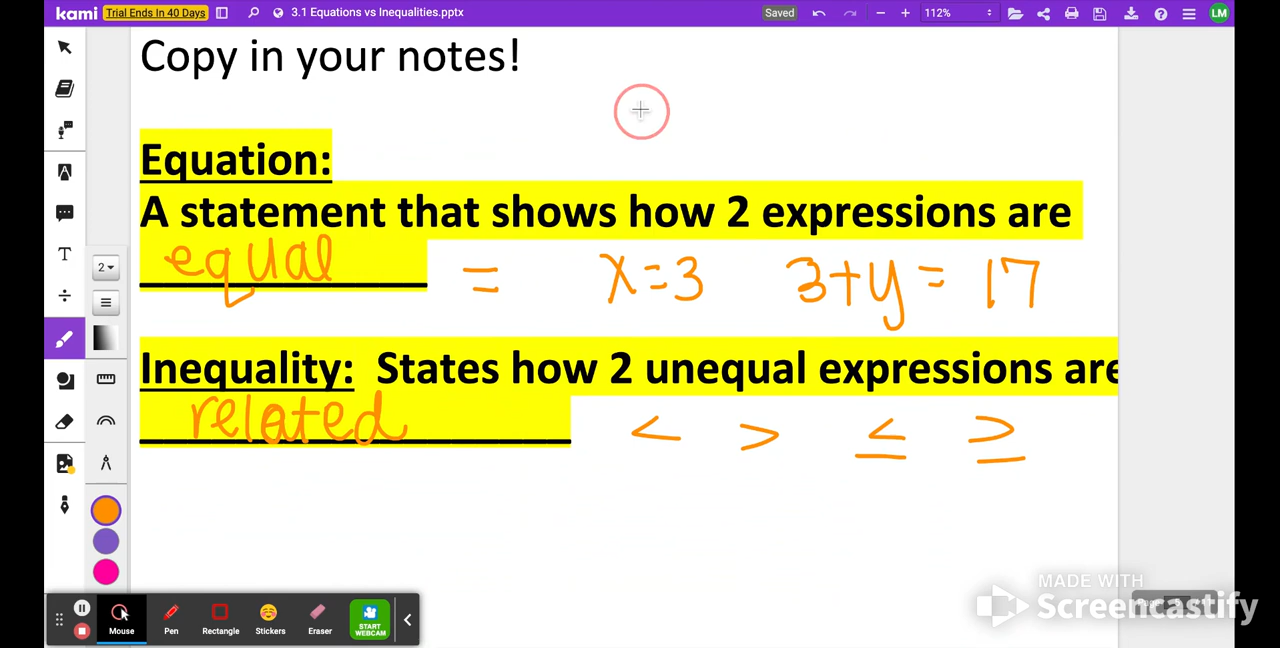 kami Trial Ends In 40 Days 3.1 Equations vs Inequalities.pptx Saved 112% LM
Copy in your notes!
Equation:
A statement that shows how 2 expressions are
equal = x=3 3+y=17
Inequality: States how 2 unequal expressions are
related < > ≤ ≥
T
2
MADE WITH
Screencastify
Mouse Pen Rectangle Stickers Eraser START WEBCAM